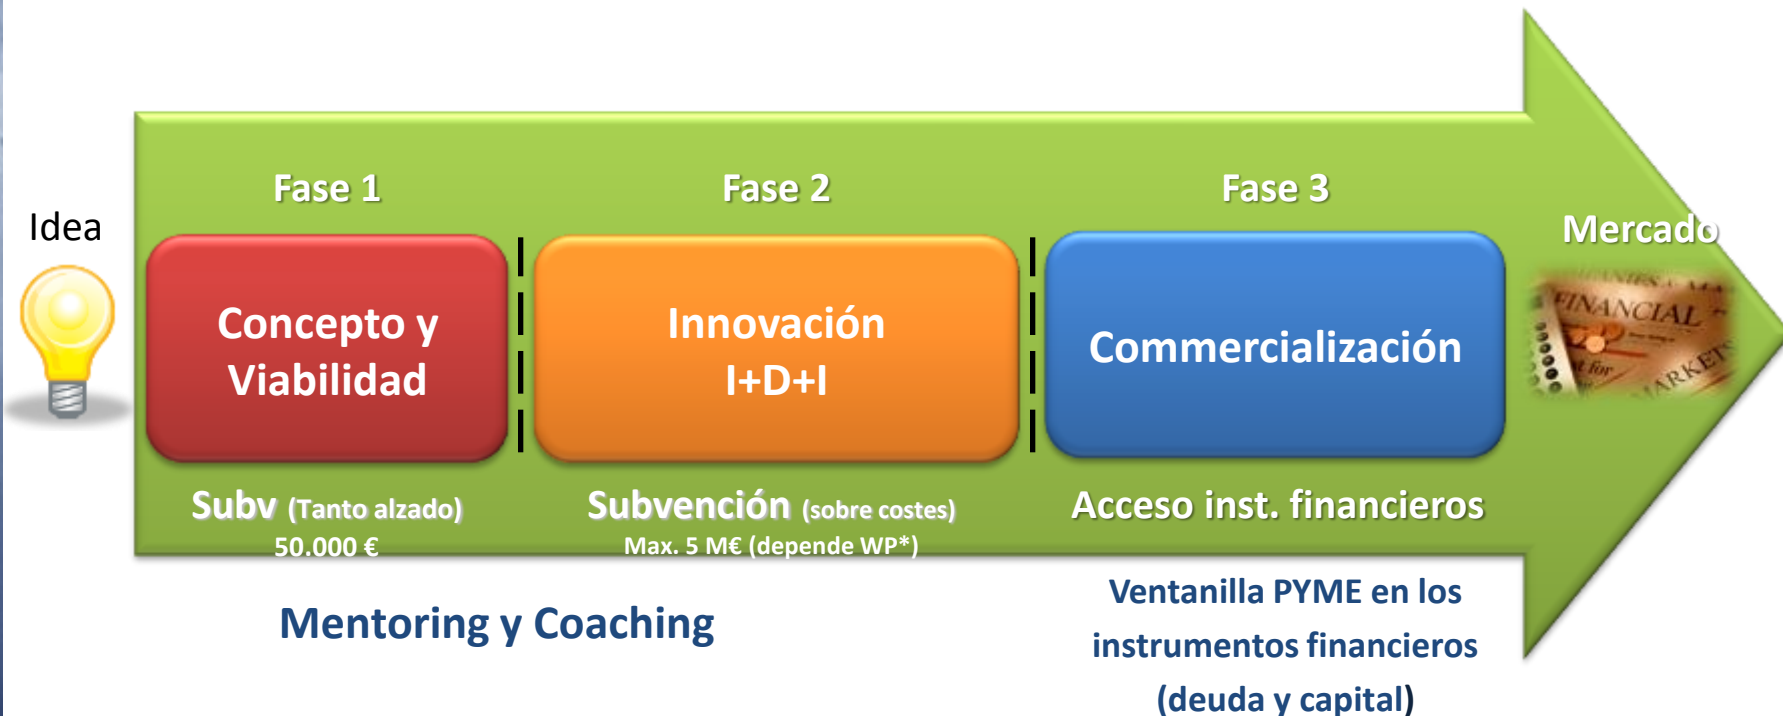 Idea
Fase 1
Concepto y
Viabilidad
Subv (Tanto alzado)
50.000 €
Fase 2
Innovación
I+D+I
Subvención (sobre costes)
Max. 5 M€ (depende WP*)
Fase 3
Commercialización
Acceso inst. financieros
Mercado
FINANCIAL
MARKET
Mentoring y Coaching
Ventanilla PYME en los
instrumentos financieros
(deuda y capital)